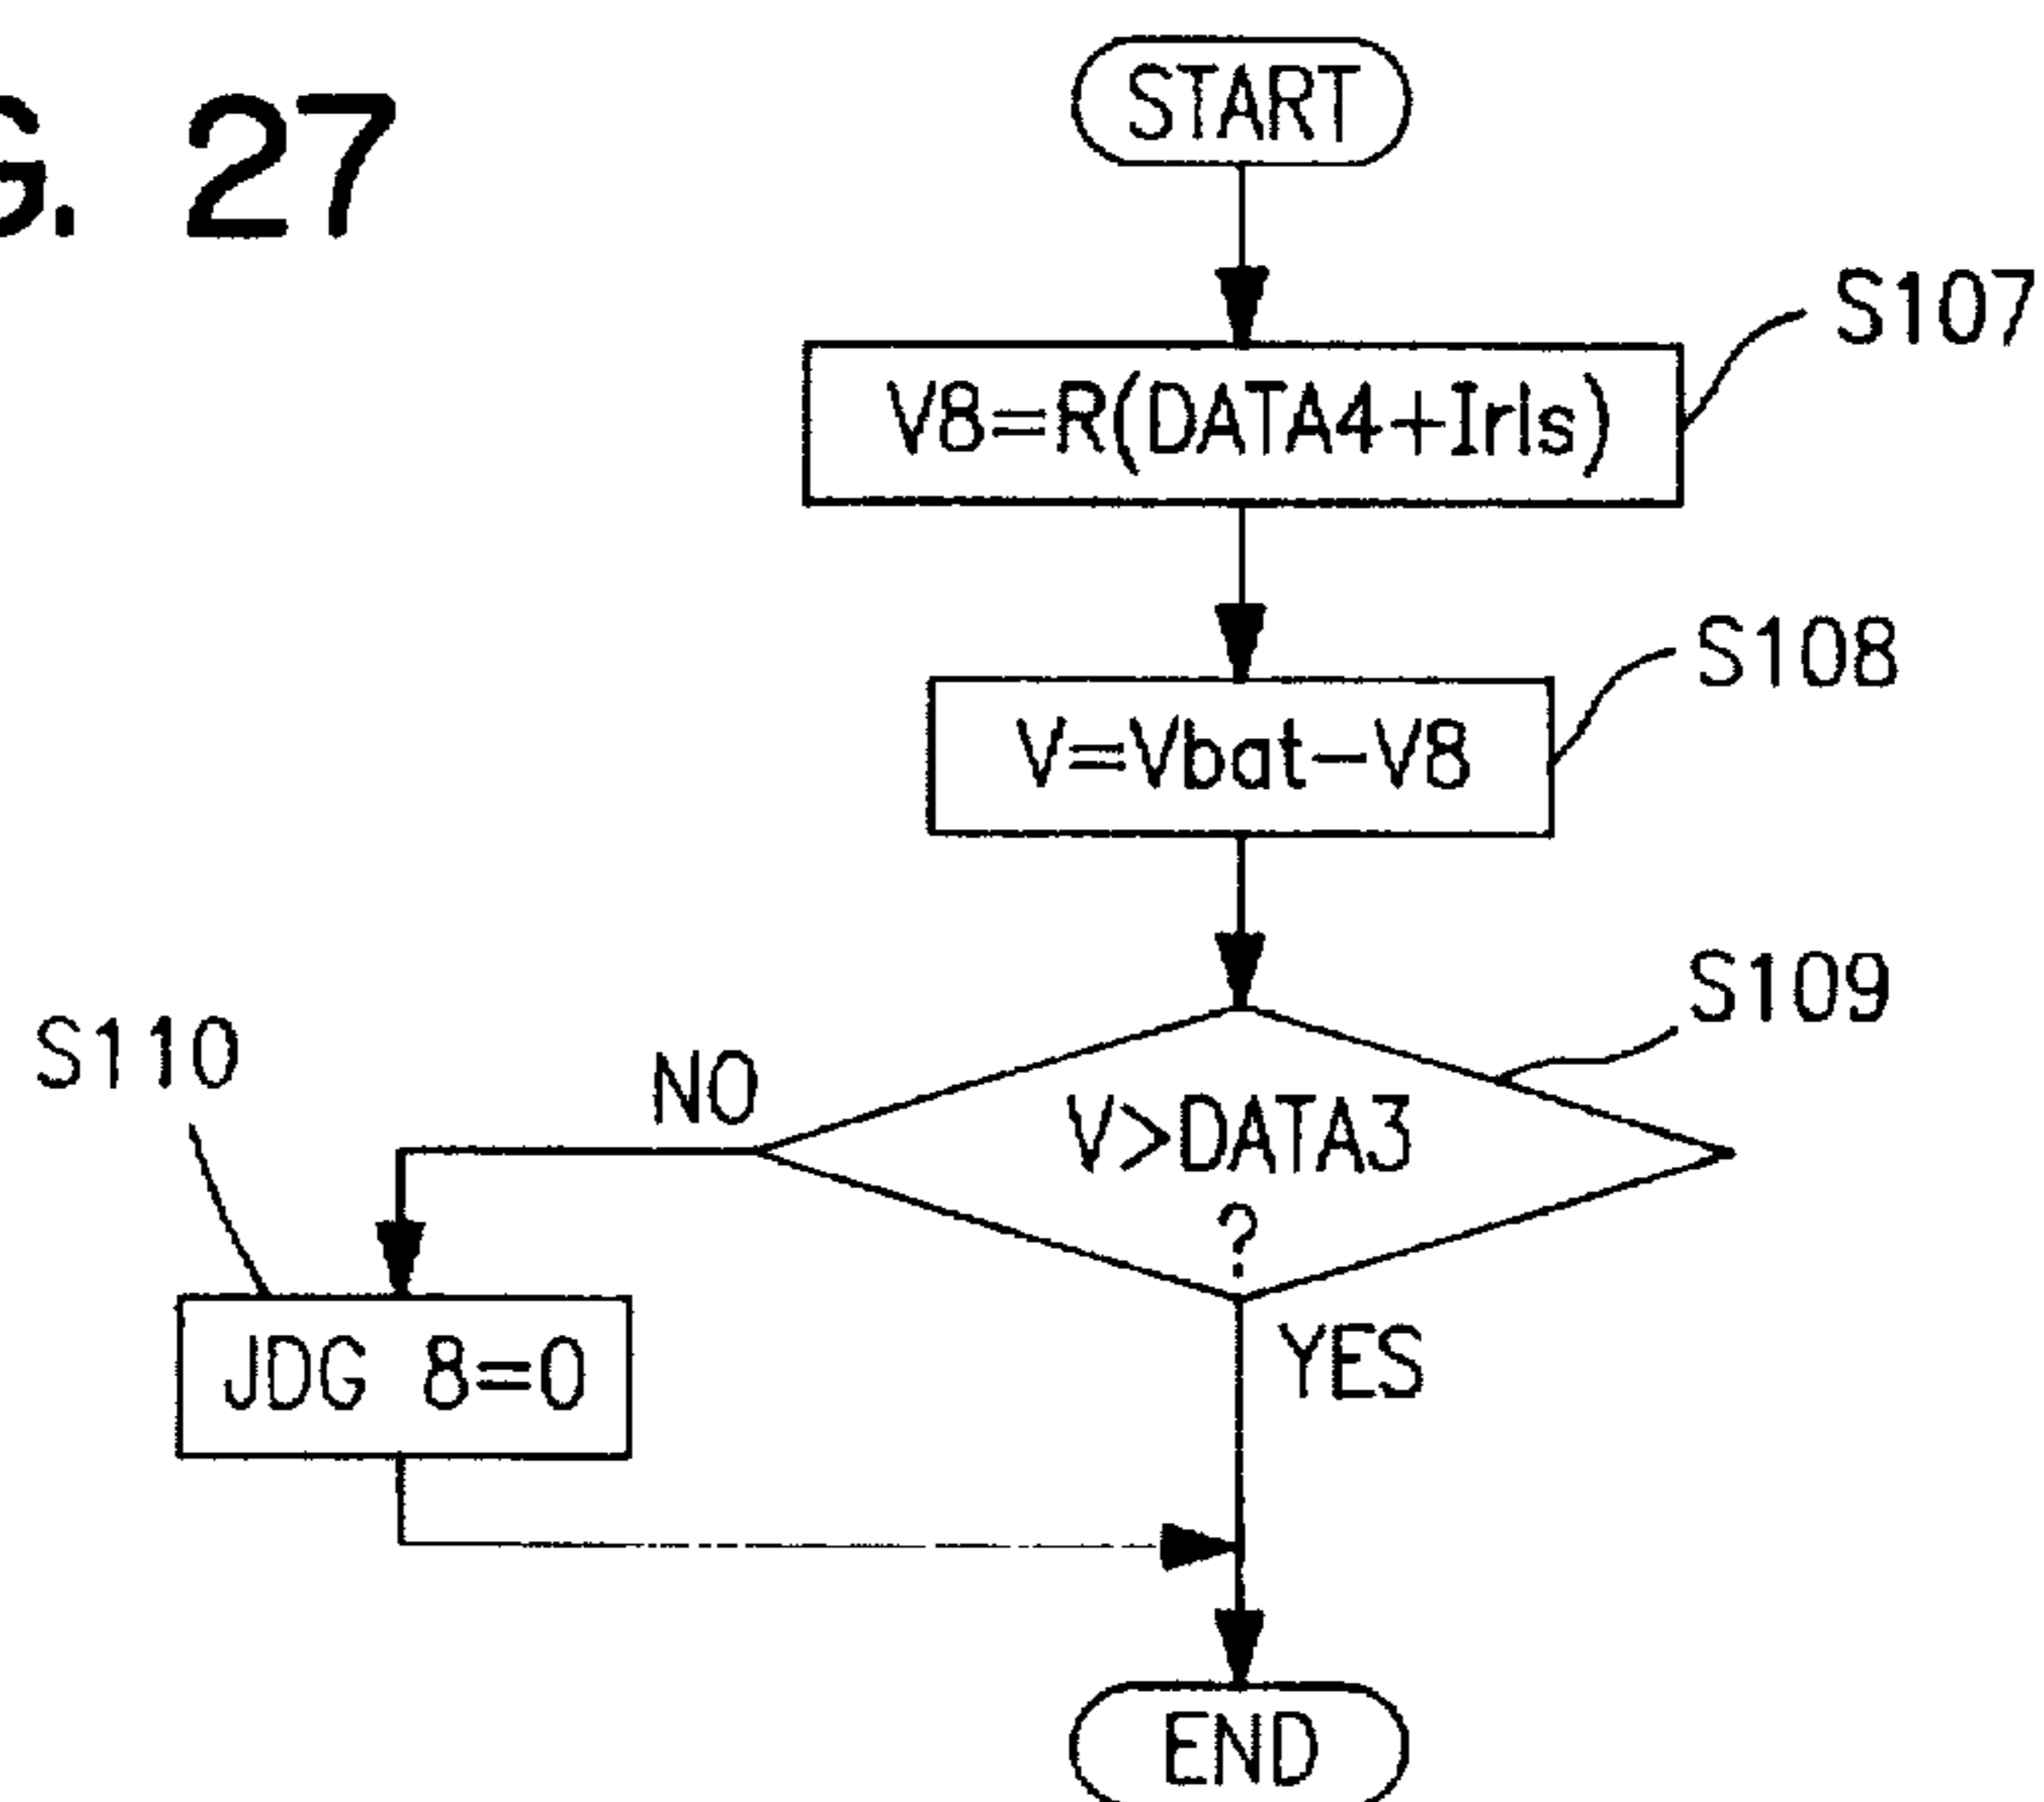 G. 27
START
S107
V8=R(DATA4+Irls)
S108
V=Vbat-V8
S109
S110
NO
V>DATA3
?
YES
JDG 8=0
END